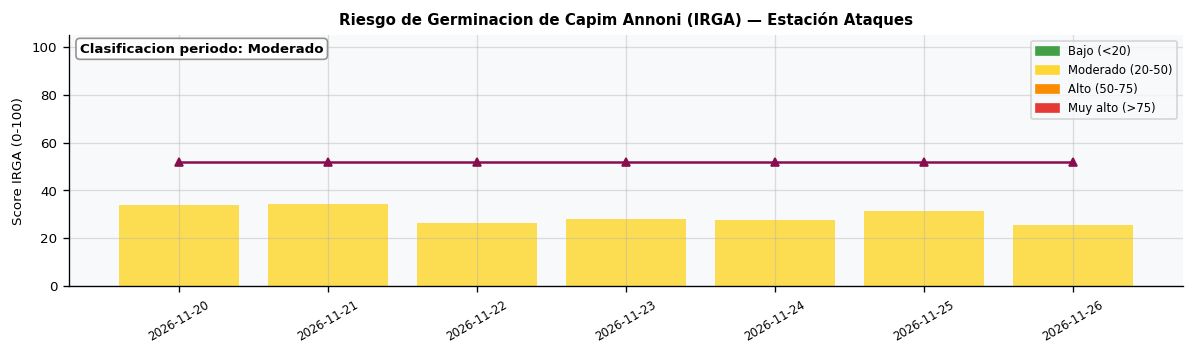 Riesgo de Germinacion de Capim Annoni (IRGA) — Estación Ataques
Clasificacion periodo: Moderado
Bajo (<20)
Moderado (20-50)
Alto (50-75)
Muy alto (>75)
Score IRGA (0-100)
100
80
60
40
20
0
2026-11-20
2026-11-21
2026-11-22
2026-11-23
2026-11-24
2026-11-25
2026-11-26